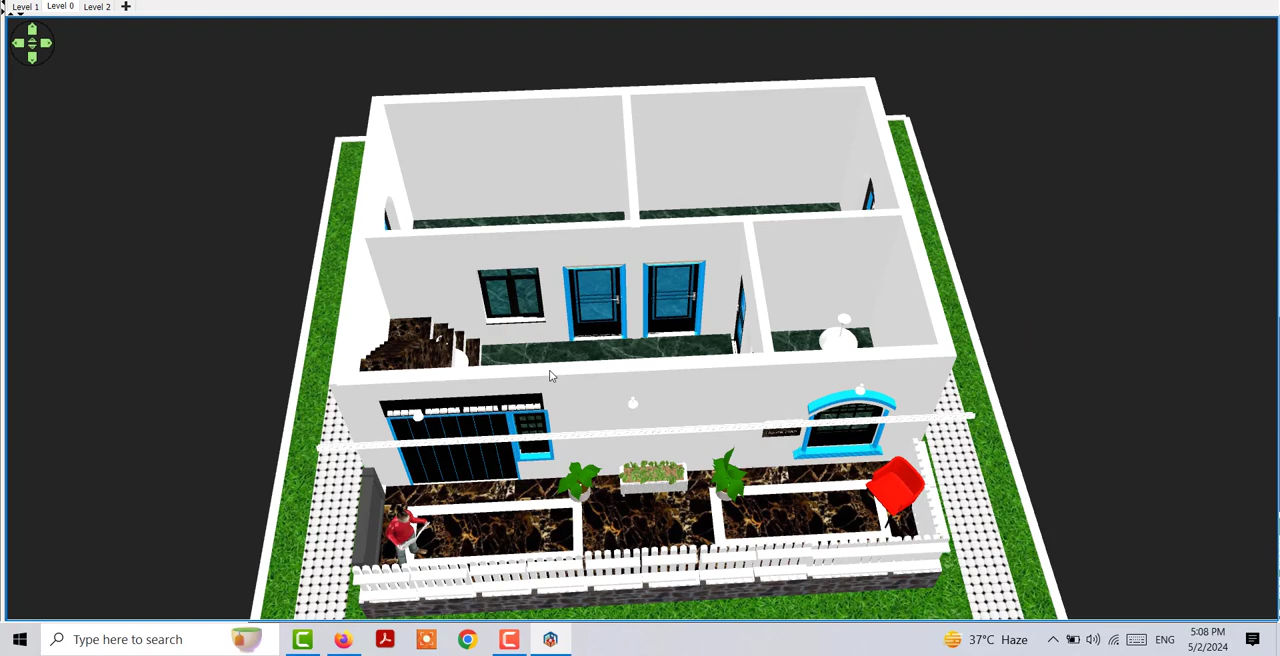 Level 1 Level 0 Level 2
Type here to search
37°C Haze
ENG
5:08 PM
5/2/2024